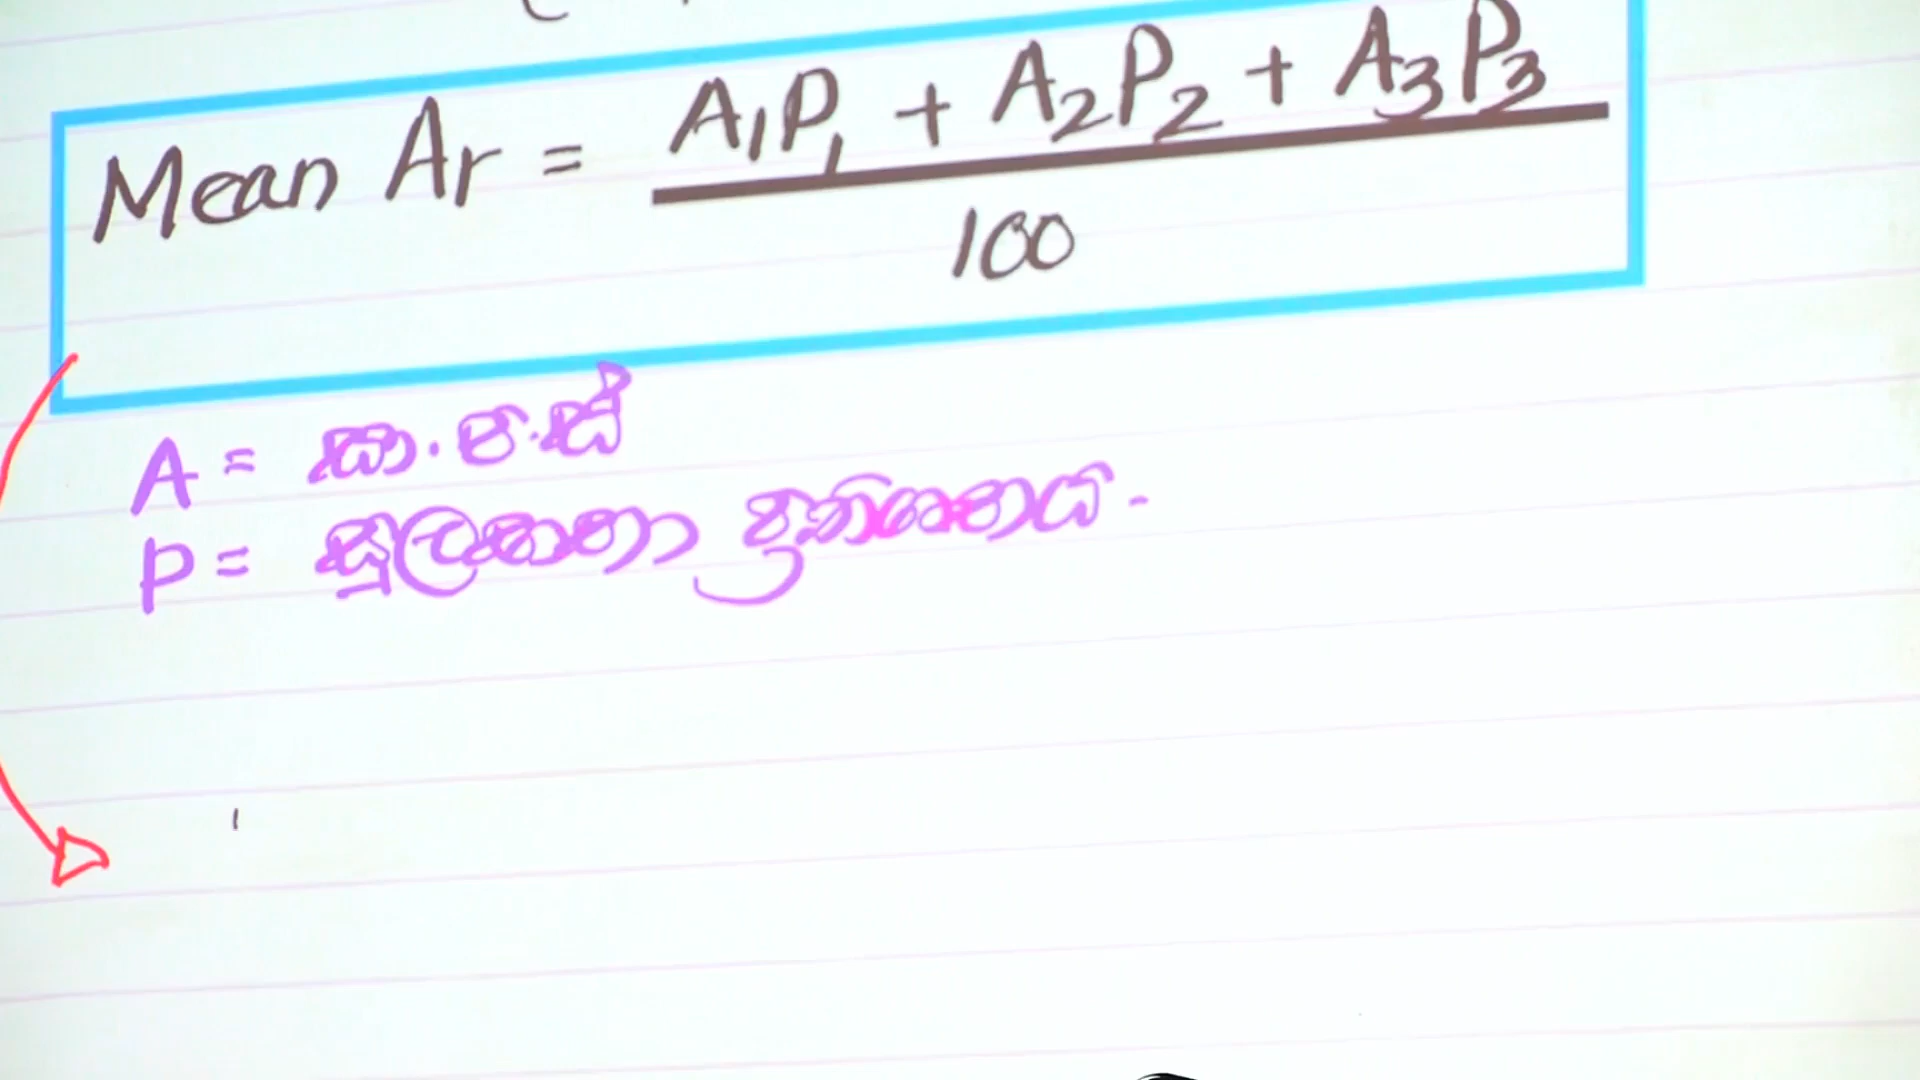 Mean Ar = A₁P₁ + A₂P₂ + A₃P₃
100
A = සා.ප.ස්
P = සුලභතා ප්‍රතිශතය.